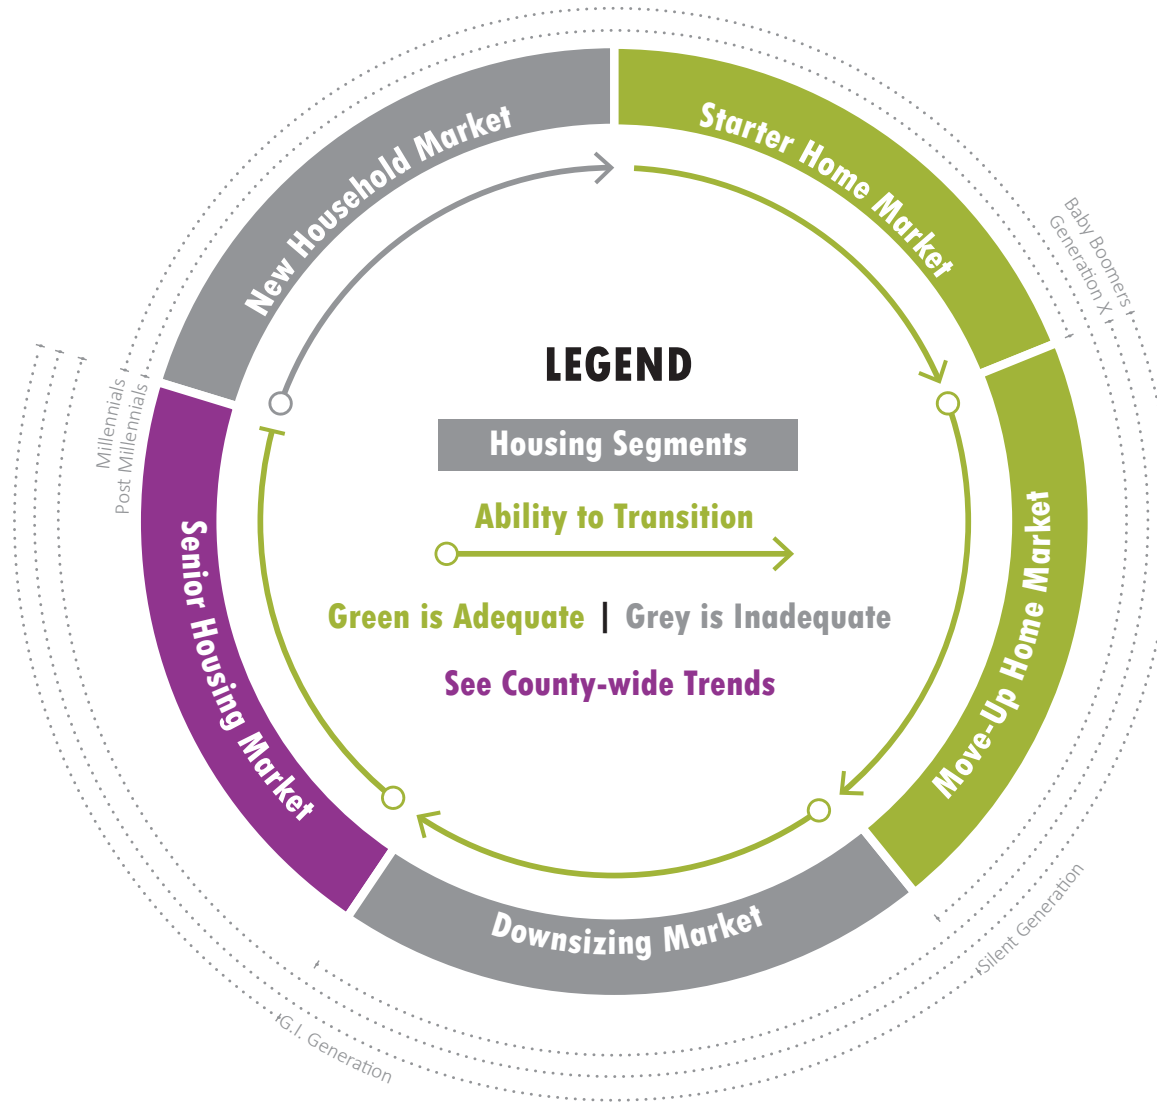 New Household Market
Starter Home Market
Baby Boomers
Generation X
LEGEND
Housing Segments
Ability to Transition
Green is Adequate | Grey is Inadequate
See County-wide Trends
Millennials
Post Millennials
Senior Housing Market
Move-Up Home Market
Downsizing Market
Silent Generation
G.I. Generation